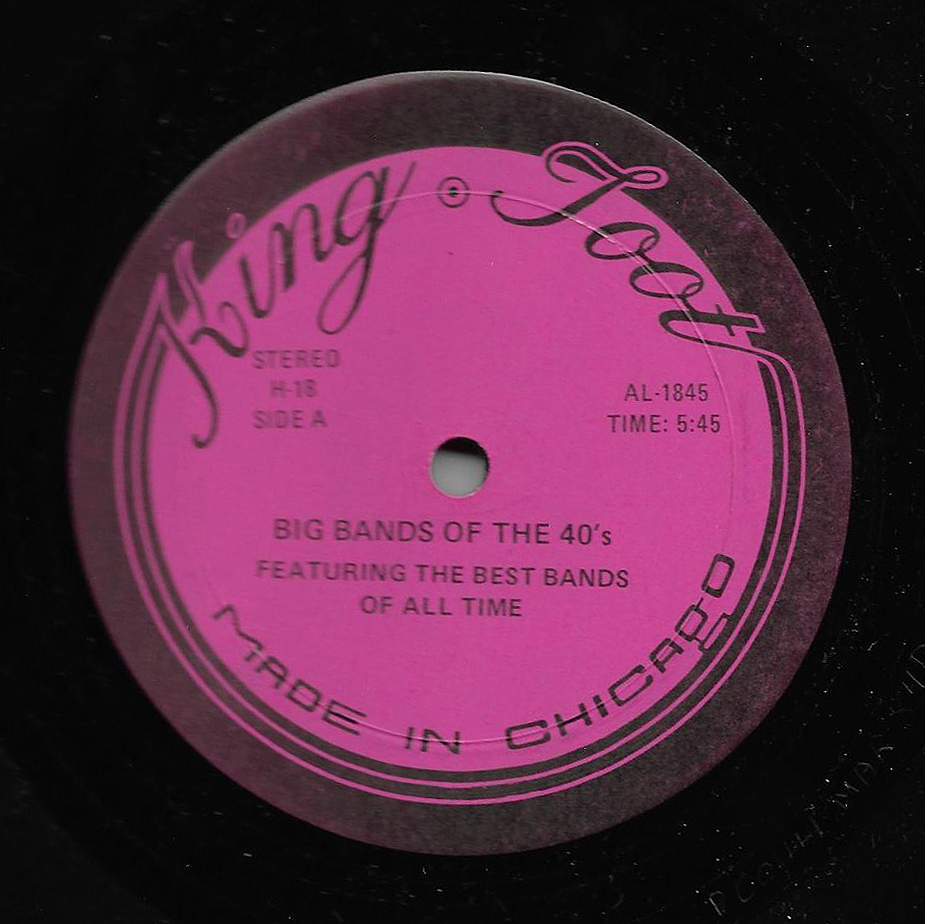 King Toot
STEREO
H-18
SIDE A
AL-1845
TIME: 5:45
BIG BANDS OF THE 40's
FEATURING THE BEST BANDS
OF ALL TIME
MADE IN CHICAGO